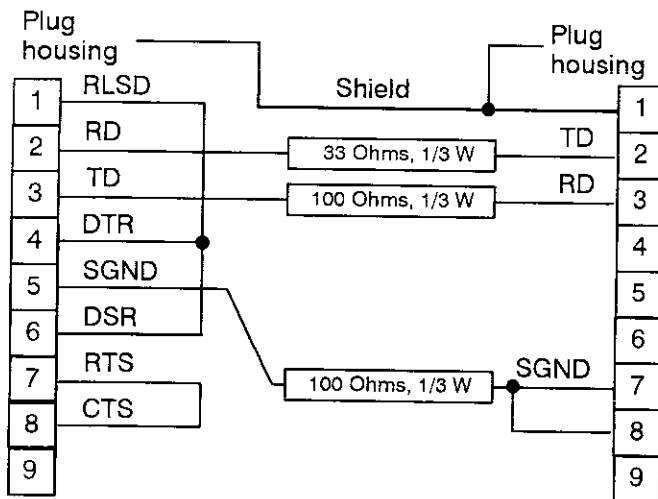 Plug
housing
Plug
housing
Shield
1 RLSD
2 RD
3 TD
4 DTR
5 SGND
6 DSR
7 RTS
8 CTS
9
33 Ohms, 1/3 W
100 Ohms, 1/3 W
100 Ohms, 1/3 W
1
TD 2
RD 3
4
5
6
SGND 7
8
9